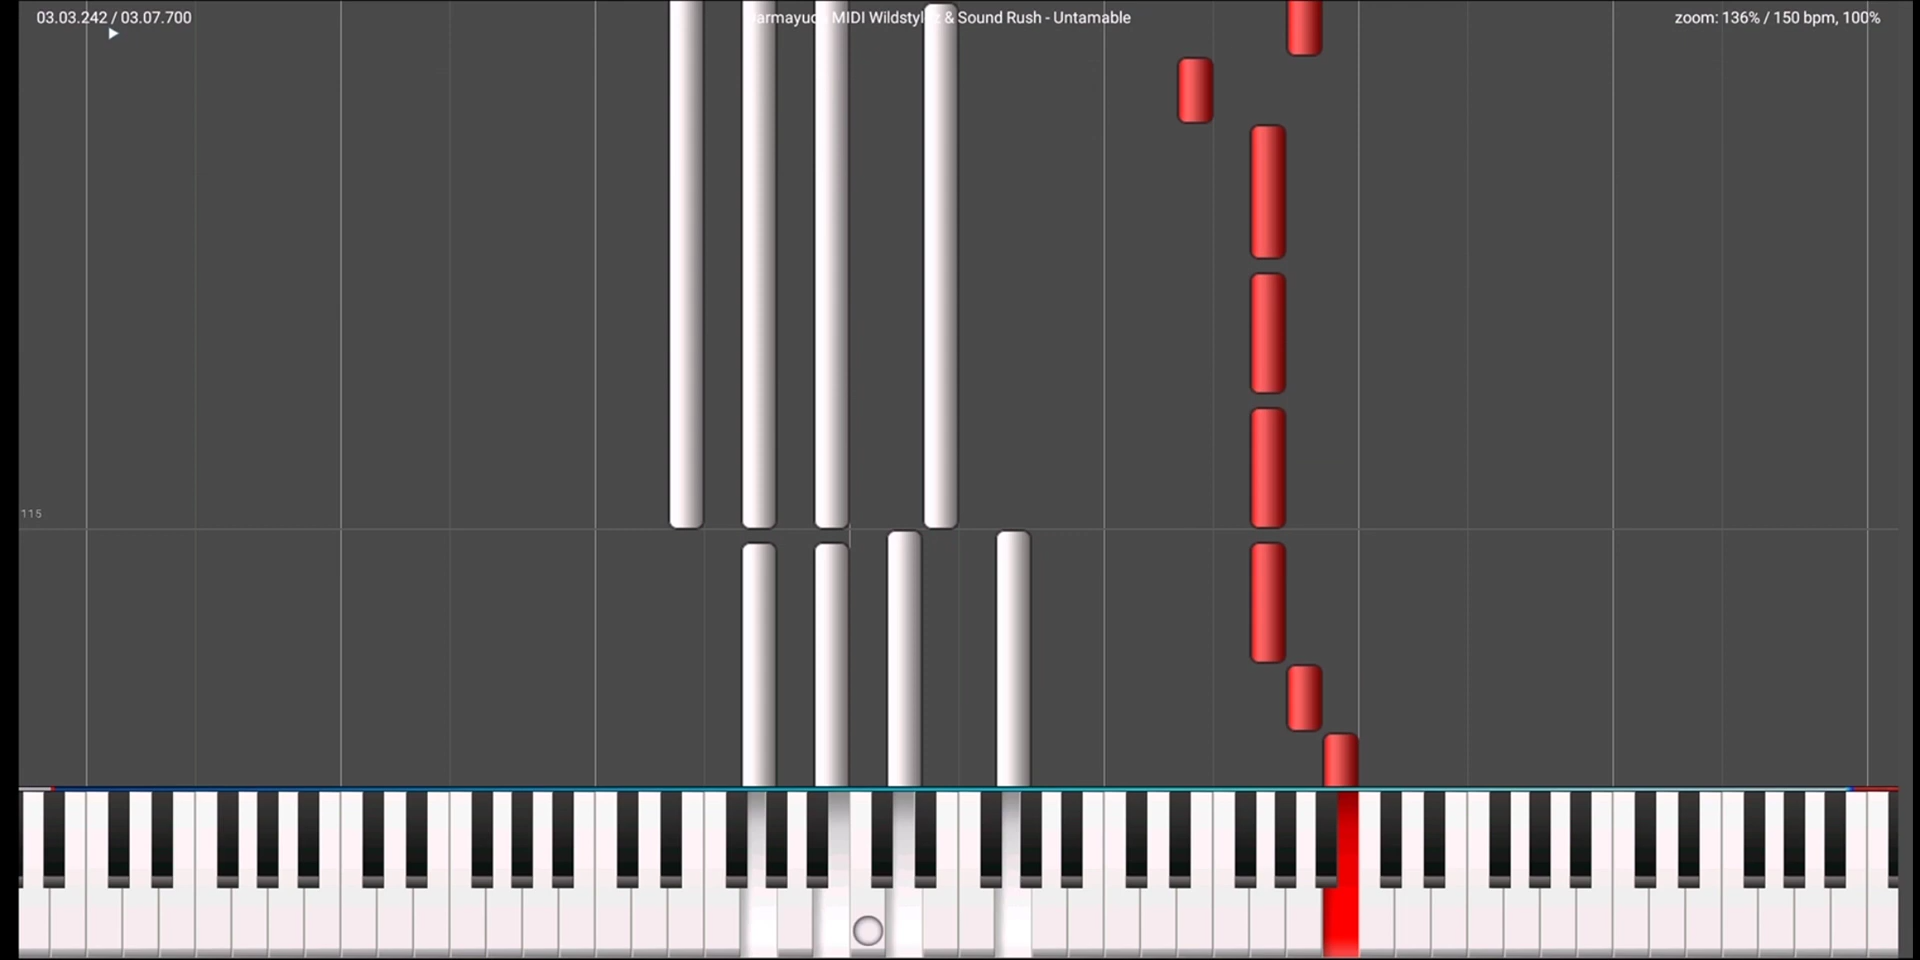 03.03.242 / 03.07.700
MIDI & Sound Rush - Untamable
zoom: 136% / 150 bpm, 100%
115